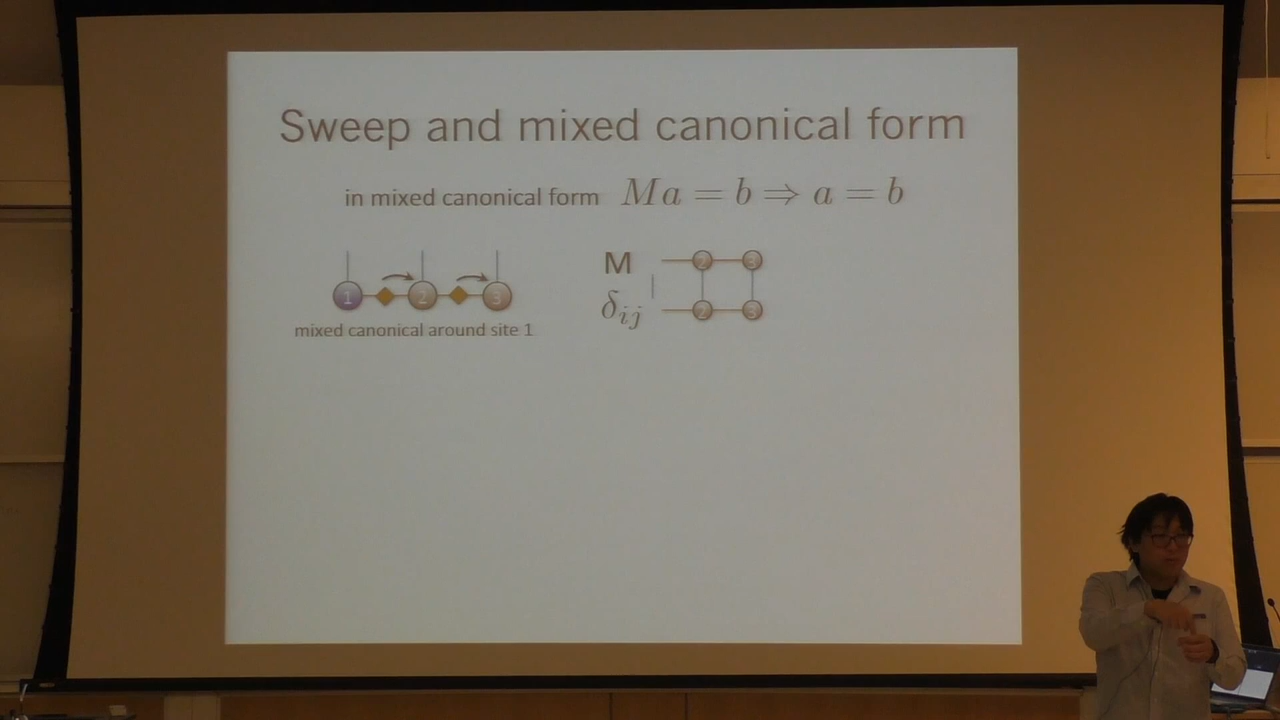 Sweep and mixed canonical form
in mixed canonical form Ma = b ⇒ a = b
1 2 3
mixed canonical around site 1
M 2 3
δij 2 3